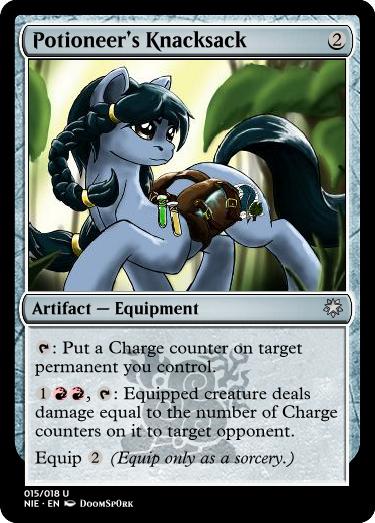 Potioneer's Knacksack 2
Artifact — Equipment
: Put a Charge counter on target
permanent you control.
1, : Equipped creature deals
damage equal to the number of Charge
counters on it to target opponent.
Equip 2 (Equip only as a sorcery.)
015/018 U
NIE • EN DoomSp0rk